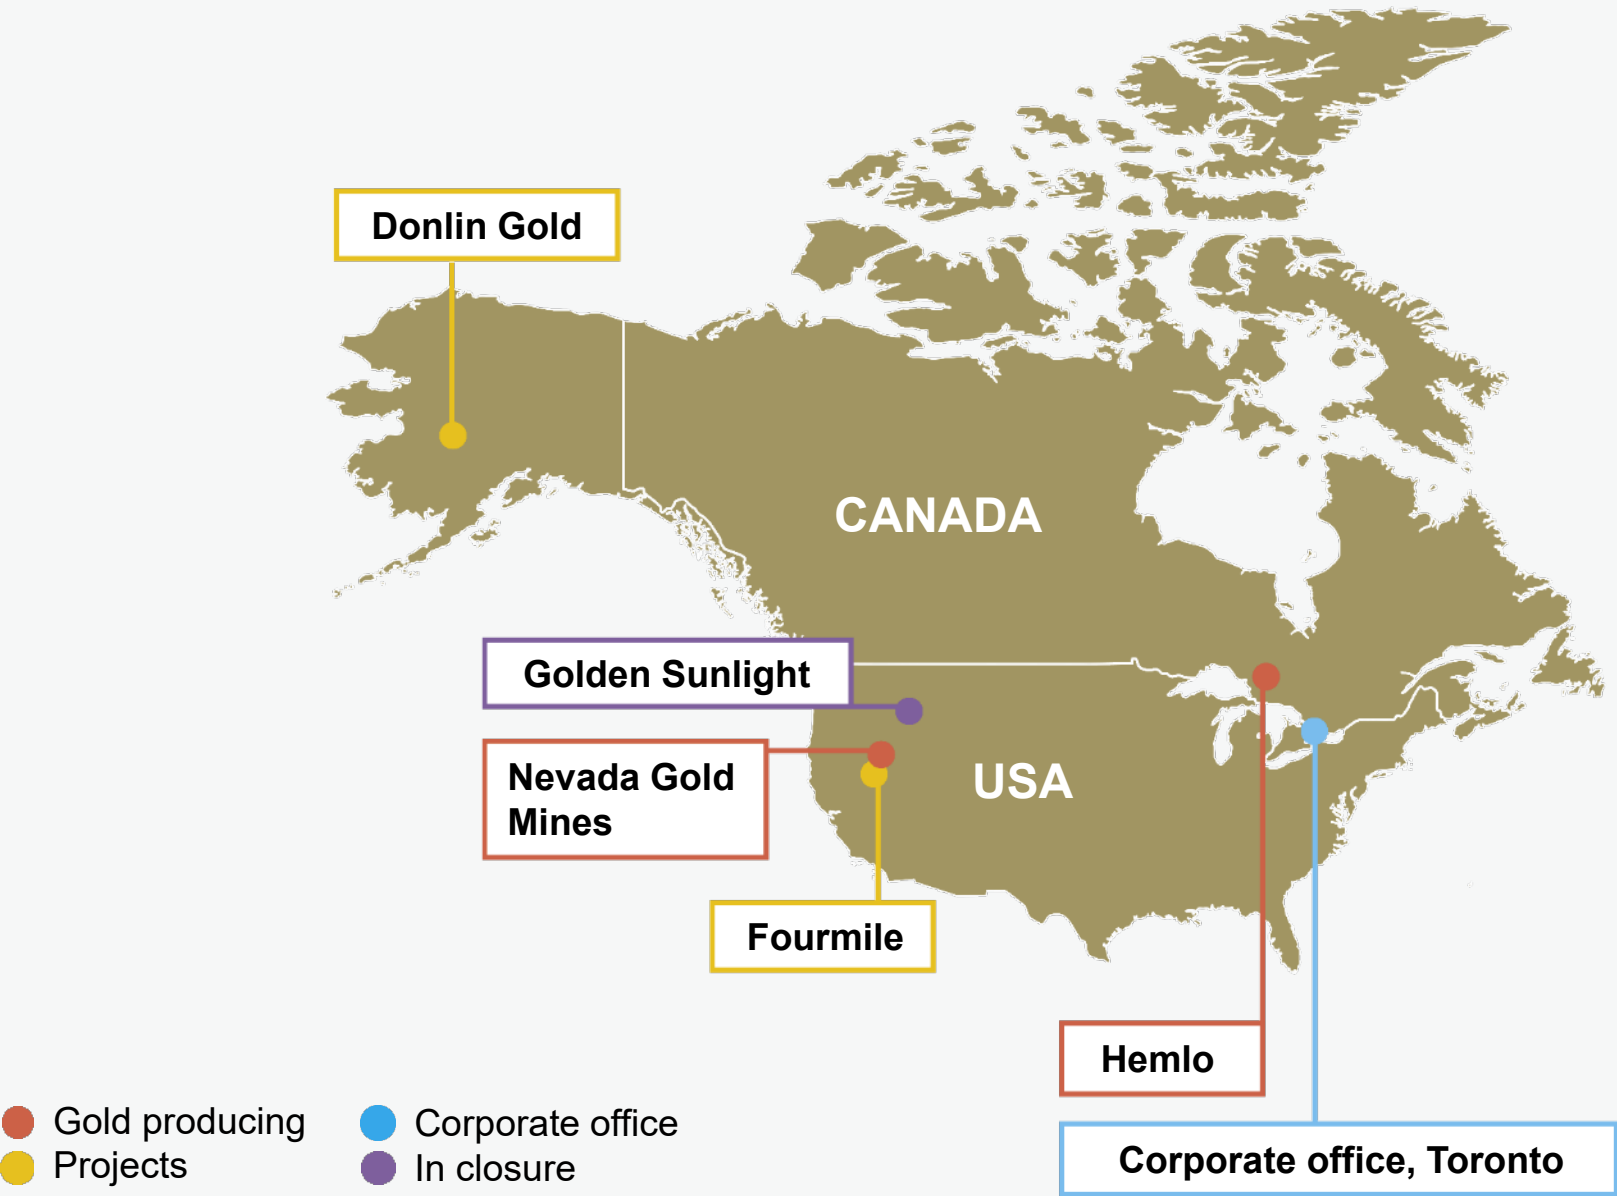 Donlin Gold
CANADA
Golden Sunlight
Nevada Gold
Mines
USA
Fourmile
Hemlo
Corporate office, Toronto
Gold producing
Projects
Corporate office
In closure